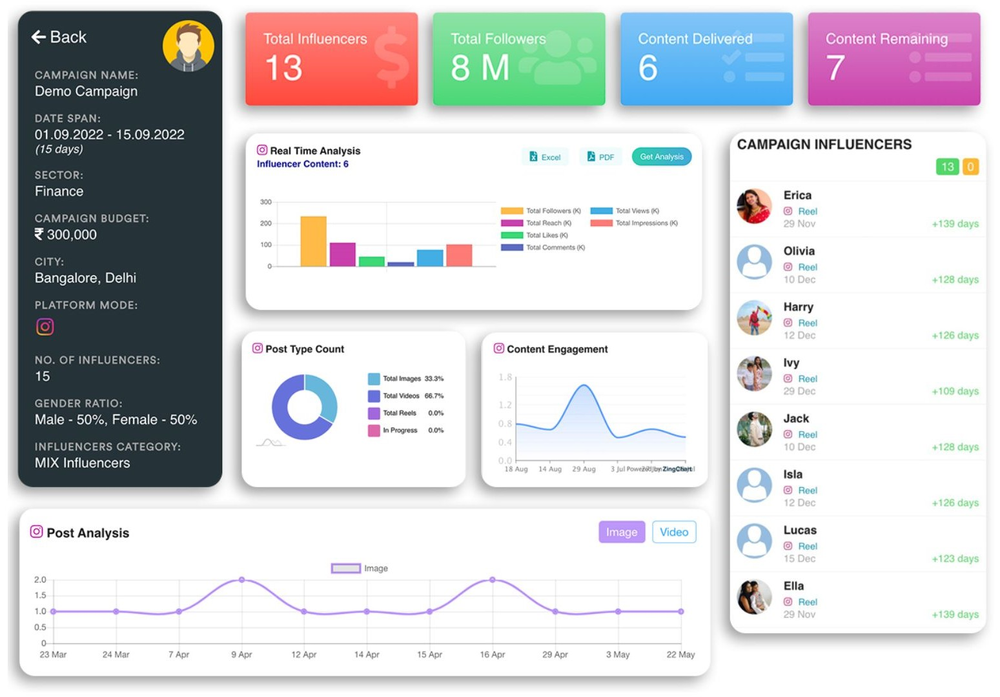 Back
CAMPAIGN NAME:
Demo Campaign
DATE SPAN:
01.09.2022 - 15.09.2022
(15 days)
SECTOR:
Finance
CAMPAIGN BUDGET:
₹ 300,000
CITY:
Bangalore, Delhi
PLATFORM MODE:
NO. OF INFLUENCERS:
15
GENDER RATIO:
Male - 50%, Female - 50%
INFLUENCERS CATEGORY:
MIX Influencers
Total Influencers
13
Total Followers
8 M
Content Delivered
6
Content Remaining
7
Real Time Analysis
Influencer Content: 6
Excel
PDF
Get Analysis
300
200
100
0
Total Followers (K)
Total Views (K)
Total Reach (K)
Total Impressions (K)
Total Likes (K)
Total Comments (K)
Post Type Count
Total Images 33.3%
Total Videos 66.7%
Total Reels 0.0%
In Progress 0.0%
Content Engagement
1.8
1.2
0.8
0.4
0.0
18 Aug 14 Aug 29 Aug 3 Jul
Powered by ZingChart
Post Analysis
Image
Video
Image
2.0
1.5
1.0
0.5
0
23 Mar 24 Mar 7 Apr 9 Apr 12 Apr 14 Apr 15 Apr 16 Apr 29 Apr 3 May 22 May
CAMPAIGN INFLUENCERS
13 0
Erica
Reel
29 Nov +139 days
Olivia
Reel
10 Dec +128 days
Harry
Reel
12 Dec +126 days
Ivy
Reel
29 Dec +109 days
Jack
Reel
10 Dec +128 days
Isla
Reel
12 Dec +126 days
Lucas
Reel
15 Dec +123 days
Ella
Reel
29 Nov +139 days